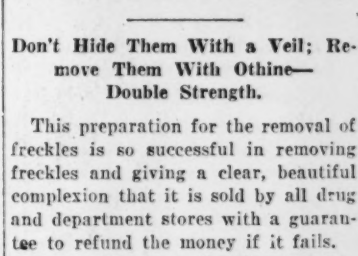 Don't Hide Them With a Veil; Re-
move Them With Othine—
Double Strength.
This preparation for the removal of
freckles is so successful in removing
freckles and giving a clear, beautiful
complexion that it is sold by all drug
and department stores with a guaran-
tee to refund the money if it fails.